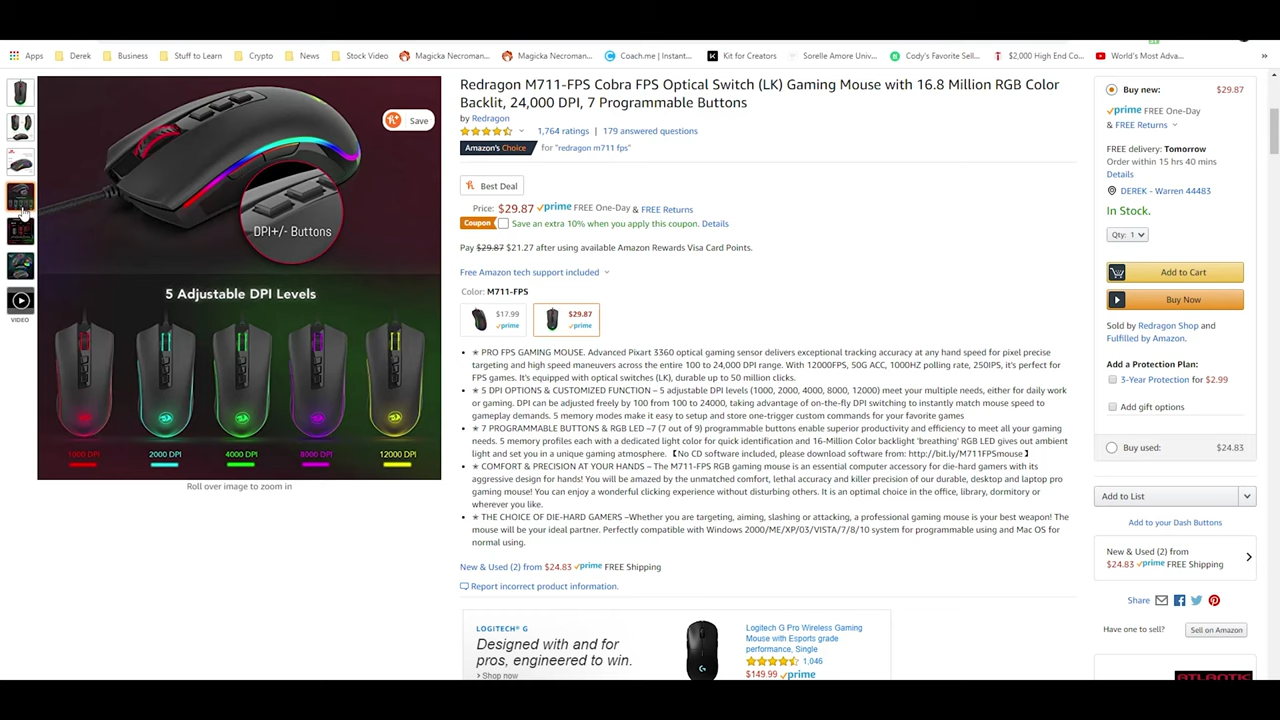 Apps
Derek
Business
Stuff to Learn
Crypto
News
Stock Video
Magicka Necroman...
Magicka Necroman...
Coach.me | Instant...
Kit for Creators
Sorelle Amore Univ...
Cody's Favorite Sell...
$2,000 High End Co...
World's Most Adva...
»
Save
DPI+/- Buttons
5 Adjustable DPI Levels
2000 DPI
4000 DPI
8000 DPI
12000 DPI
VIDEO
Roll over image to zoom in
Redragon M711-FPS Cobra FPS Optical Switch (LK) Gaming Mouse with 16.8 Million RGB Color
Backlit, 24,000 DPI, 7 Programmable Buttons
by Redragon
1,764 ratings | 179 answered questions
Amazon's Choice for "redragon m711 fps"
Best Deal
Price: $29.87 prime FREE One-Day & FREE Returns
Coupon Save an extra 10% when you apply this coupon. Details
Pay $29.87 $21.27 after using available Amazon Rewards Visa Card Points.
Free Amazon tech support included
Color: M711-FPS
$17.99 prime
$29.87 prime
• ★ PRO FPS GAMING MOUSE. Advanced Pixart 3360 optical gaming sensor delivers exceptional tracking accuracy at any hand speed for pixel precise
targeting and high speed maneuvers across the entire 100 to 24,000 DPI range. With 12000FPS, 50G ACC, 1000HZ polling rate, 250IPS, it's perfect for
FPS games. It's equipped with optical switches (LK), durable up to 50 million clicks.
• ★ 5 DPI OPTIONS & CUSTOMIZED FUNCTION – 5 adjustable DPI levels (1000, 2000, 4000, 8000, 12000) meet your multiple needs, either for daily work
or gaming. DPI can be adjusted freely by 100 from 100 to 24000, taking advantage of on-the-fly DPI switching to instantly match mouse speed to
gameplay demands. 5 memory modes make it easy to setup and store one-trigger custom commands for your favorite games
• ★ 7 PROGRAMMABLE BUTTONS & RGB LED –7 (7 out of 9) programmable buttons enable superior productivity and efficiency to meet all your gaming
needs. 5 memory profiles each with a dedicated light color for quick identification and 16-Million Color backlight 'breathing' RGB LED gives out ambient
light and set you in a unique gaming atmosphere. 【No CD software included, please download software from: http://bit.ly/M711FPSmouse 】
• ★ COMFORT & PRECISION AT YOUR HANDS – The M711-FPS RGB gaming mouse is an essential computer accessory for die-hard gamers with its
aggressive design for hands! You will be amazed by the unmatched comfort, lethal accuracy and killer precision of our durable, desktop and laptop pro
gaming mouse! You can enjoy a wonderful clicking experience without disturbing others. It is an optimal choice in the office, library, dormitory or
wherever you like.
• ★ THE CHOICE OF DIE-HARD GAMERS –Whether you are targeting, aiming, slashing or attacking, a professional gaming mouse is your best weapon! The
mouse will be your ideal partner. Perfectly compatible with Windows 2000/ME/XP/03/VISTA/7/8/10 system for programmable using and Mac OS for
normal using.
New & Used (2) from $24.83 prime FREE Shipping
Report incorrect product information.
LOGITECH G
Designed with and for
pros, engineered to win.
› Shop now
Logitech G Pro Wireless Gaming
Mouse with Esports grade
performance, Single
1,046
$149.99 prime
Buy new: $29.87
prime FREE One-Day
& FREE Returns
FREE delivery: Tomorrow
Order within 15 hrs 40 mins
Details
DEREK - Warren 44483
In Stock.
Qty: 1
Add to Cart
Buy Now
Sold by Redragon Shop and
Fulfilled by Amazon.
Add a Protection Plan:
3-Year Protection for $2.99
Add gift options
Buy used: $24.83
Add to List
Add to your Dash Buttons
New & Used (2) from
$24.83 prime FREE Shipping
Share
Have one to sell? Sell on Amazon
ATLANTIC